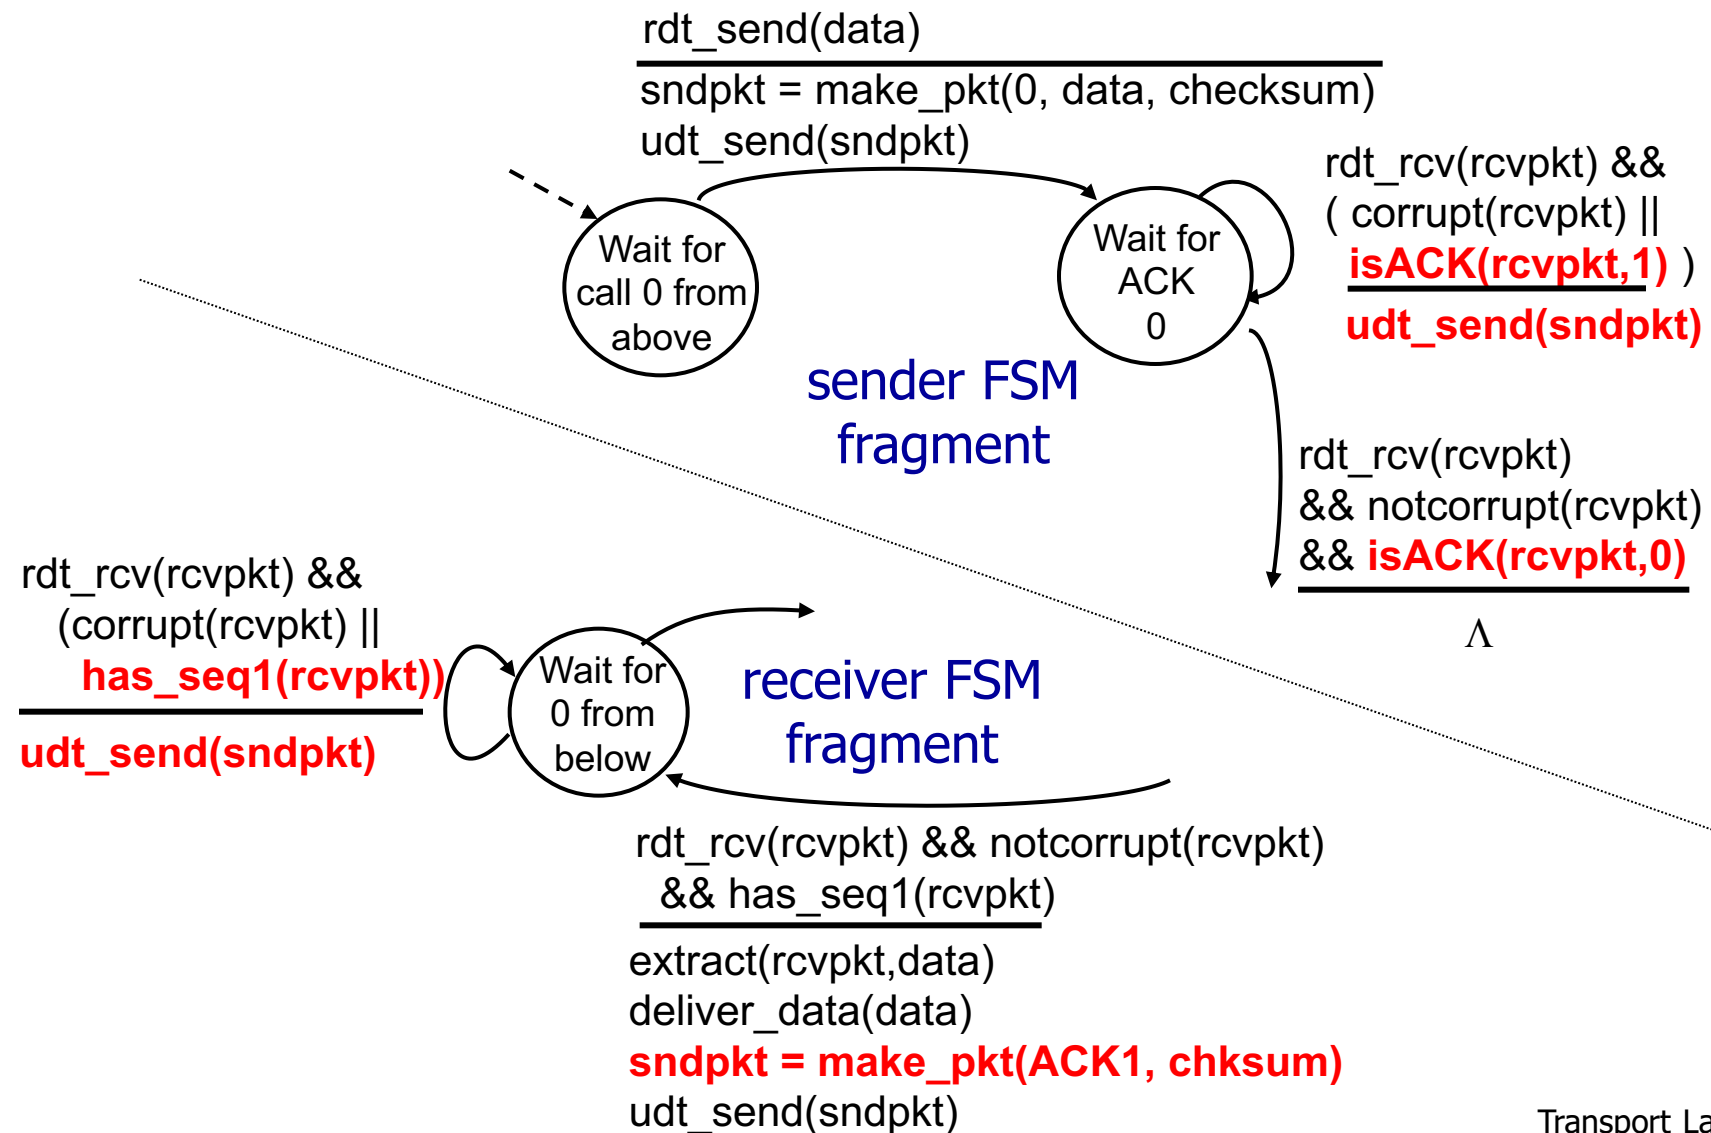 rdt_send(data)
sndpkt = make_pkt(0, data, checksum)
udt_send(sndpkt)
Wait for
call 0 from
above
Wait for
ACK
0
rdt_rcv(rcvpkt) &&
( corrupt(rcvpkt) ||
isACK(rcvpkt,1) )
udt_send(sndpkt)
sender FSM
fragment
rdt_rcv(rcvpkt)
&& notcorrupt(rcvpkt)
&& isACK(rcvpkt,0)
Λ
rdt_rcv(rcvpkt) &&
(corrupt(rcvpkt) ||
has_seq1(rcvpkt))
udt_send(sndpkt)
Wait for
0 from
below
receiver FSM
fragment
rdt_rcv(rcvpkt) && notcorrupt(rcvpkt)
&& has_seq1(rcvpkt)
extract(rcvpkt,data)
deliver_data(data)
sndpkt = make_pkt(ACK1, chksum)
udt_send(sndpkt)
Transport La